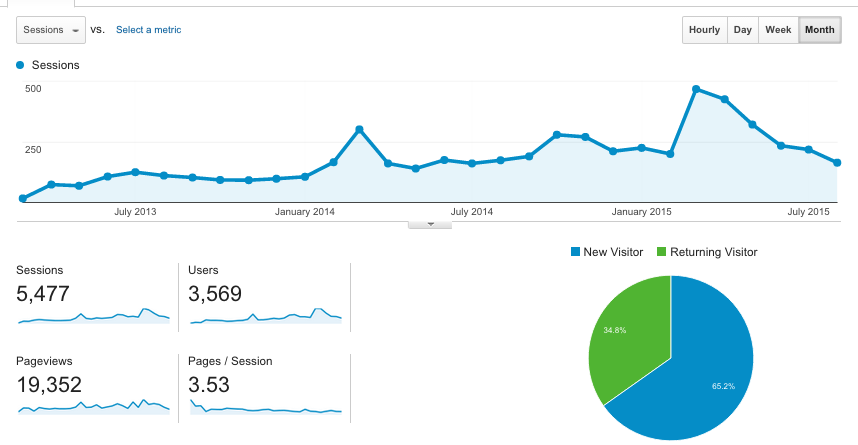 Sessions VS. Select a metric Hourly Day Week Month
Sessions
500
250
July 2013 January 2014 July 2014 January 2015 July 2015
New Visitor Returning Visitor
Sessions Users
5,477 3,569
34.8%
Pageviews Pages / Session
19,352 3.53
65.2%